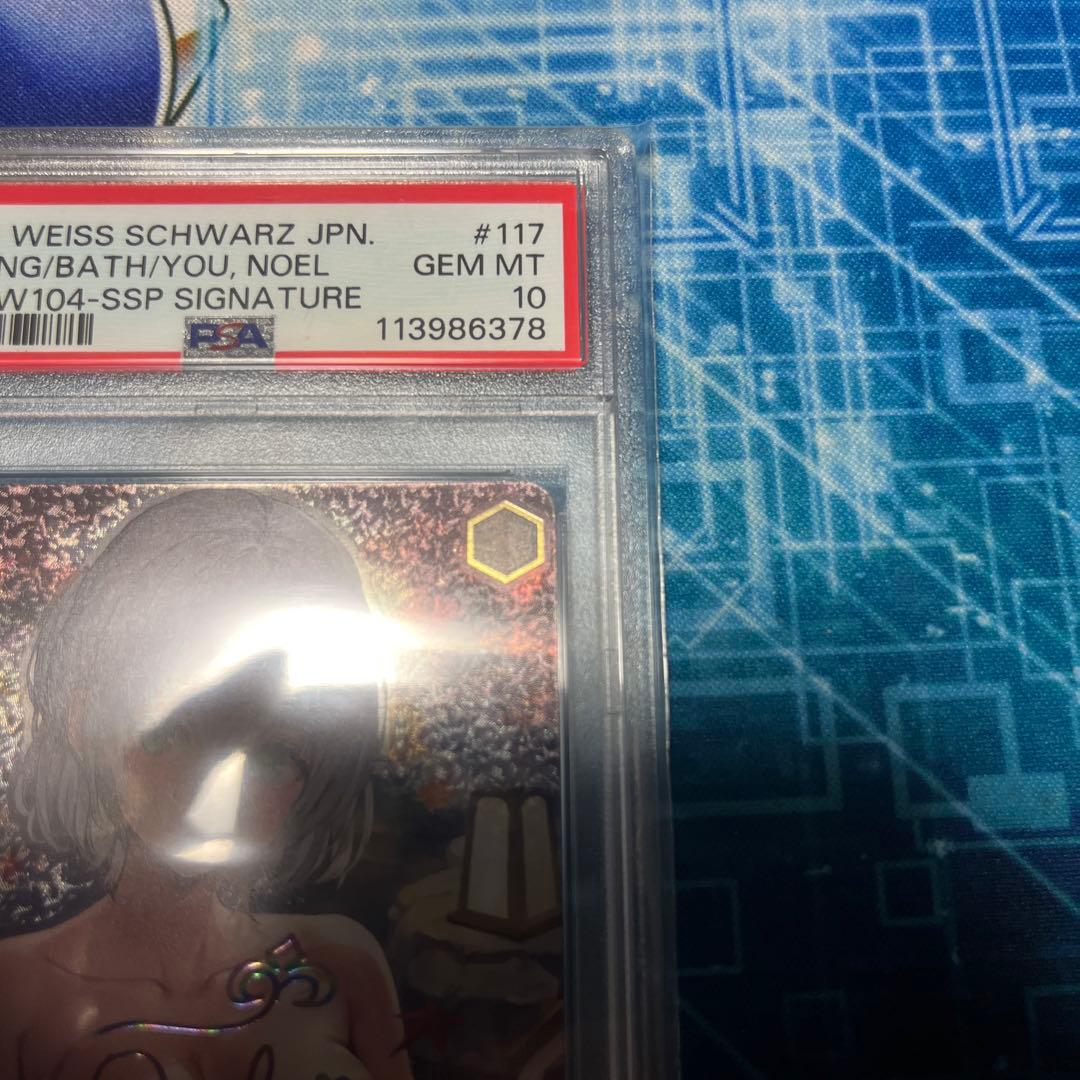 WEISS SCHWARZ JPN. #117
NG/BATH/YOU, NOEL GEM MT
W104-SSP SIGNATURE 10
PSA 113986378